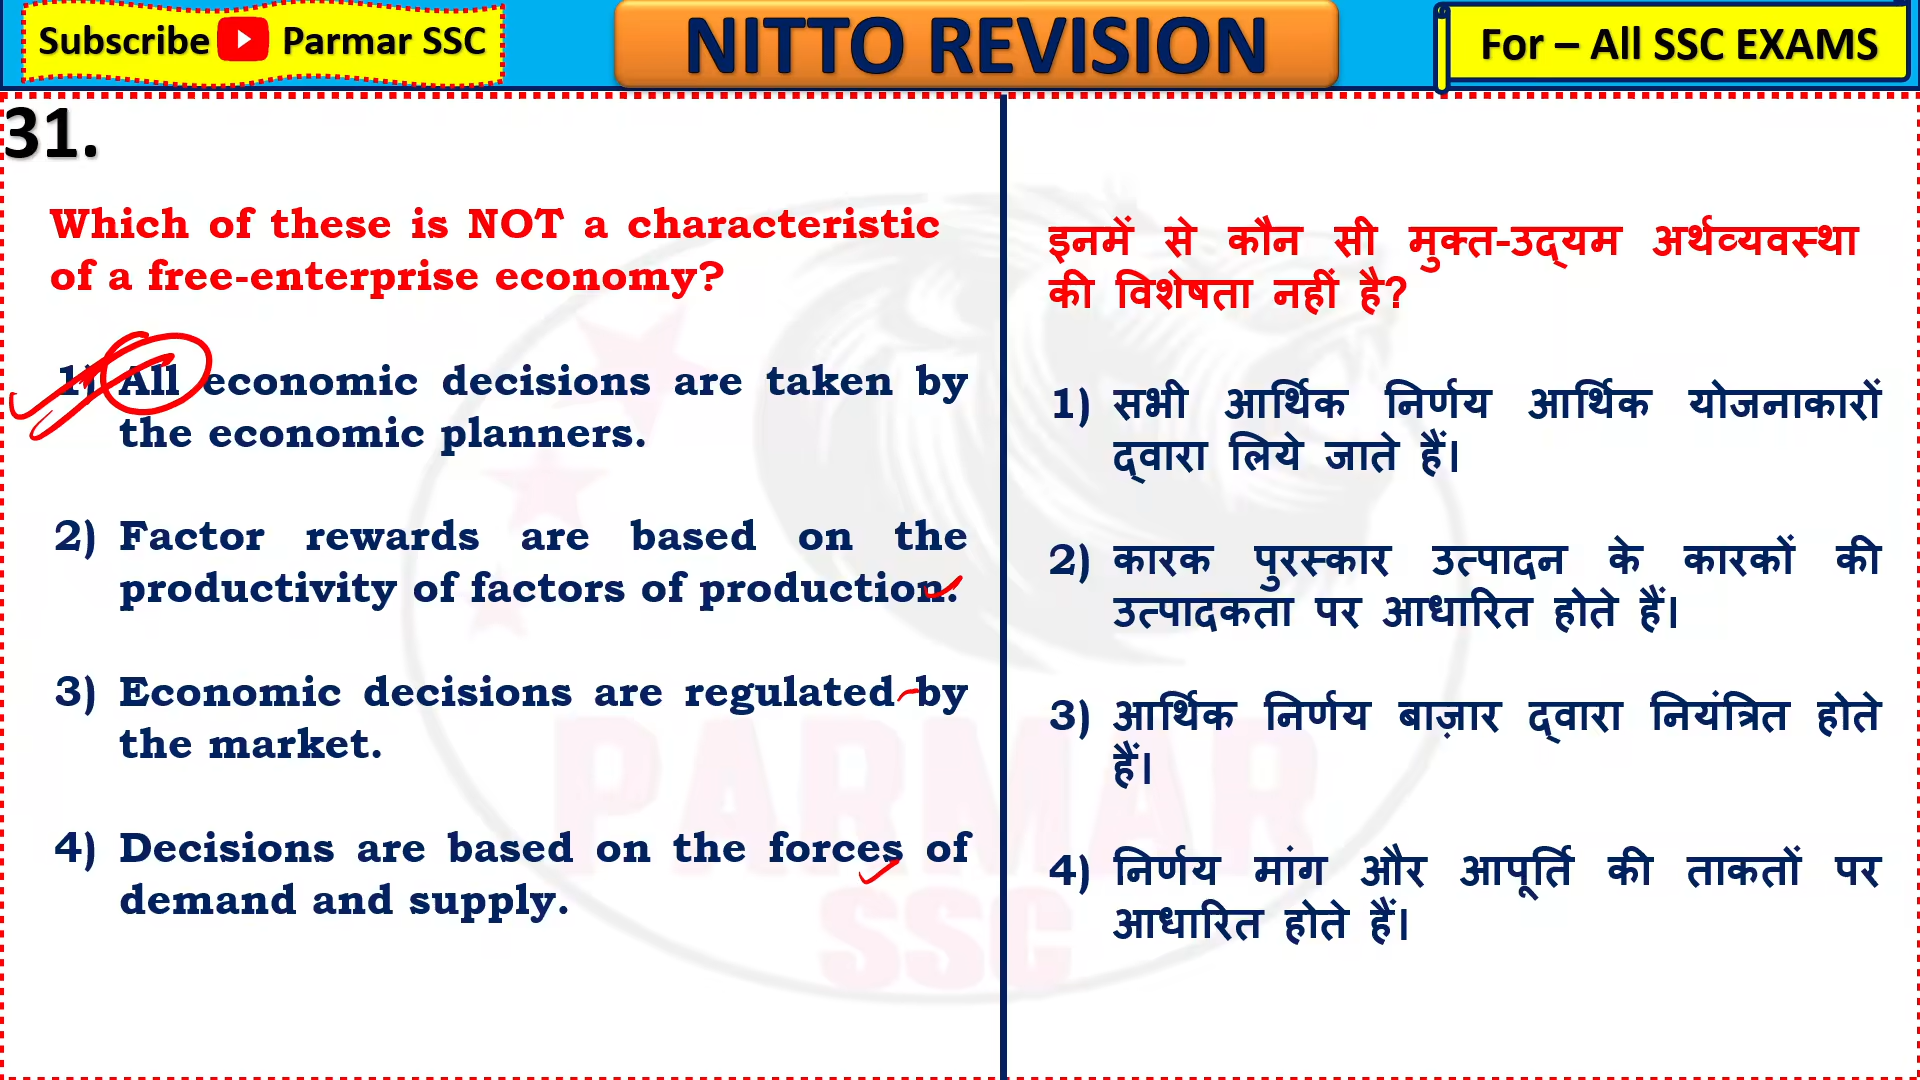 Subscribe Parmar SSC
NITTO REVISION
For – All SSC EXAMS
31.
Which of these is NOT a characteristic
of a free-enterprise economy?
1) All economic decisions are taken by
the economic planners.
2) Factor rewards are based on the
productivity of factors of production.
3) Economic decisions are regulated by
the market.
4) Decisions are based on the forces of
demand and supply.
इनमें से कौन सी मुक्त-उद्यम अर्थव्यवस्था
की विशेषता नहीं है?
1) सभी आर्थिक निर्णय आर्थिक योजनाकारों
द्वारा लिये जाते हैं।
2) कारक पुरस्कार उत्पादन के कारकों की
उत्पादकता पर आधारित होते हैं।
3) आर्थिक निर्णय बाज़ार द्वारा नियंत्रित होते
हैं।
4) निर्णय मांग और आपूर्ति की ताकतों पर
आधारित होते हैं।
PARMAR
SSC